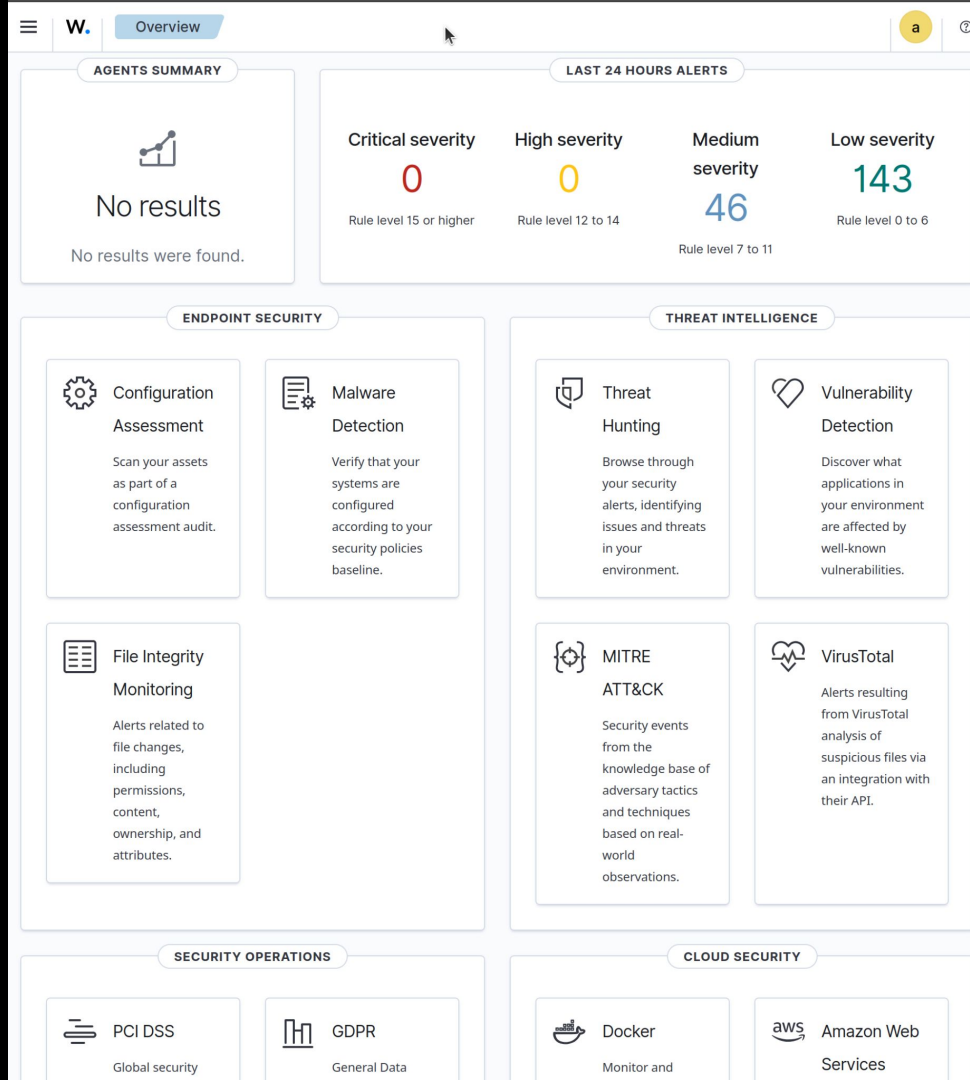 W.
Overview
a
AGENTS SUMMARY
No results
No results were found.
LAST 24 HOURS ALERTS
Critical severity
0
Rule level 15 or higher
High severity
0
Rule level 12 to 14
Medium
severity
46
Rule level 7 to 11
Low severity
143
Rule level 0 to 6
ENDPOINT SECURITY
Configuration
Assessment
Scan your assets
as part of a
configuration
assessment audit.
Malware
Detection
Verify that your
systems are
configured
according to your
security policies
baseline.
File Integrity
Monitoring
Alerts related to
file changes,
including
permissions,
content,
ownership, and
attributes.
THREAT INTELLIGENCE
Threat
Hunting
Browse through
your security
alerts, identifying
issues and threats
in your
environment.
Vulnerability
Detection
Discover what
applications in
your environment
are affected by
well-known
vulnerabilities.
MITRE
ATT&CK
Security events
from the
knowledge base of
adversary tactics
and techniques
based on real-
world
observations.
VirusTotal
Alerts resulting
from VirusTotal
analysis of
suspicious files via
an integration with
their API.
SECURITY OPERATIONS
PCI DSS
Global security
GDPR
General Data
CLOUD SECURITY
Docker
Monitor and
aws
Amazon Web
Services